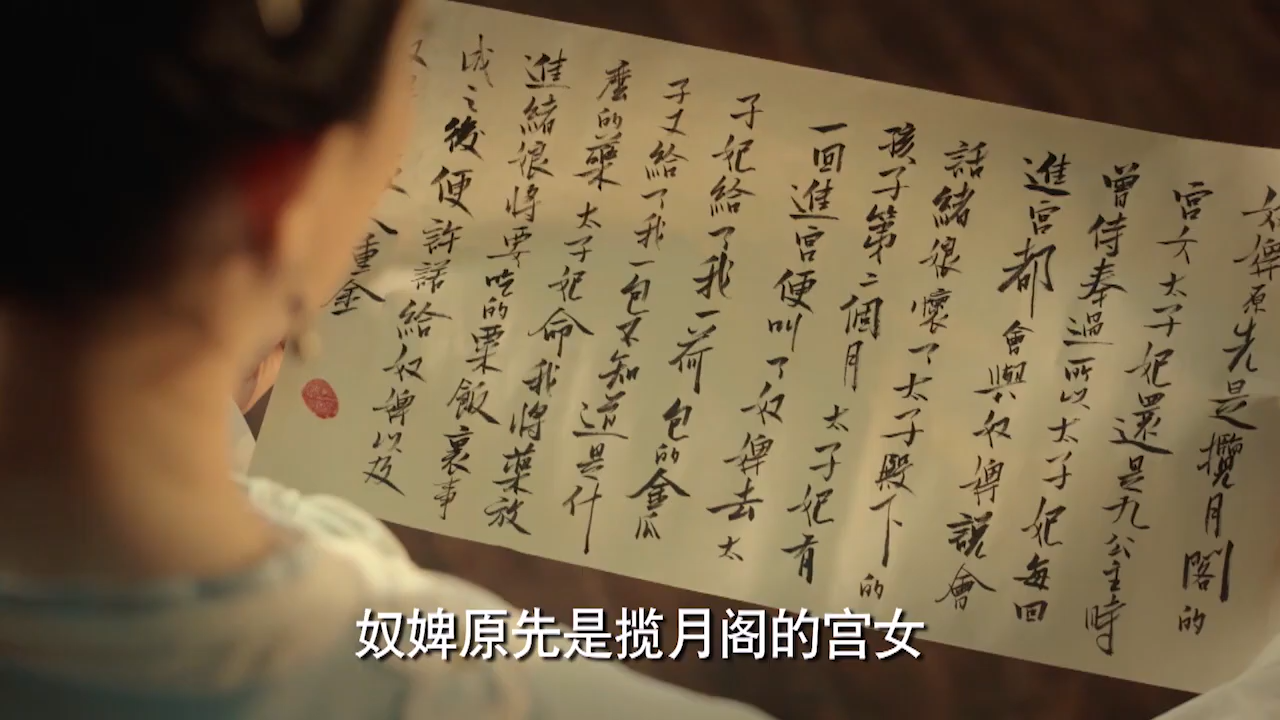 奴婢原先是攬月閣的
宮女太子妃還是九公主時
曾侍奉過所以太子妃每回
進宮都會與奴婢說會
話緒娘懷了太子殿下的
孩子第二個月太子妃有
一回進宮便叫了奴婢去太
子妃給了我一荷包的金瓜
子又給了我一包不知道是什
麼的藥太子妃命我將藥放
進緒娘將要吃的粟飯裏事
成之後便許諾給奴婢以及
重金
奴婢原先是揽月阁的宫女